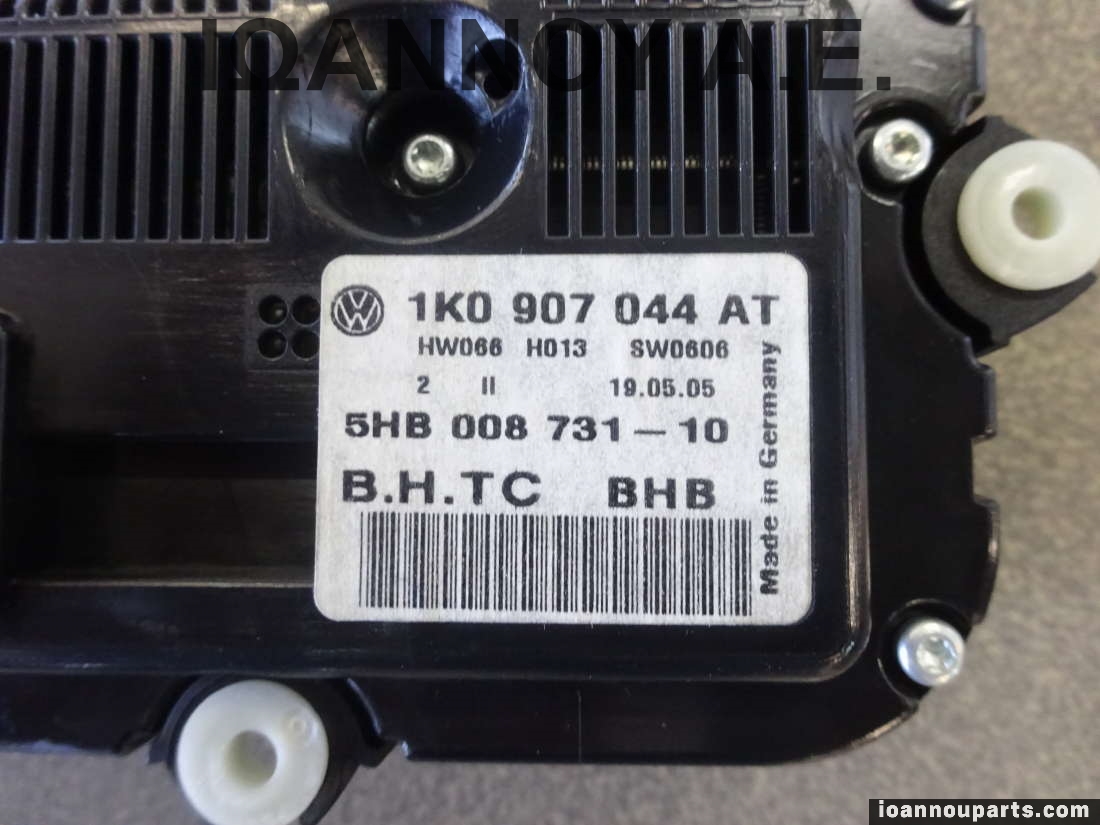 ΙΩΑΝΝΟΥ Α.Ε.
1K0 907 044 AT
HW066 H013 SW0606
2 II 19.05.05
5HB 008 731-10
B.H.TC BHB
Made in Germany
ioannouparts.com